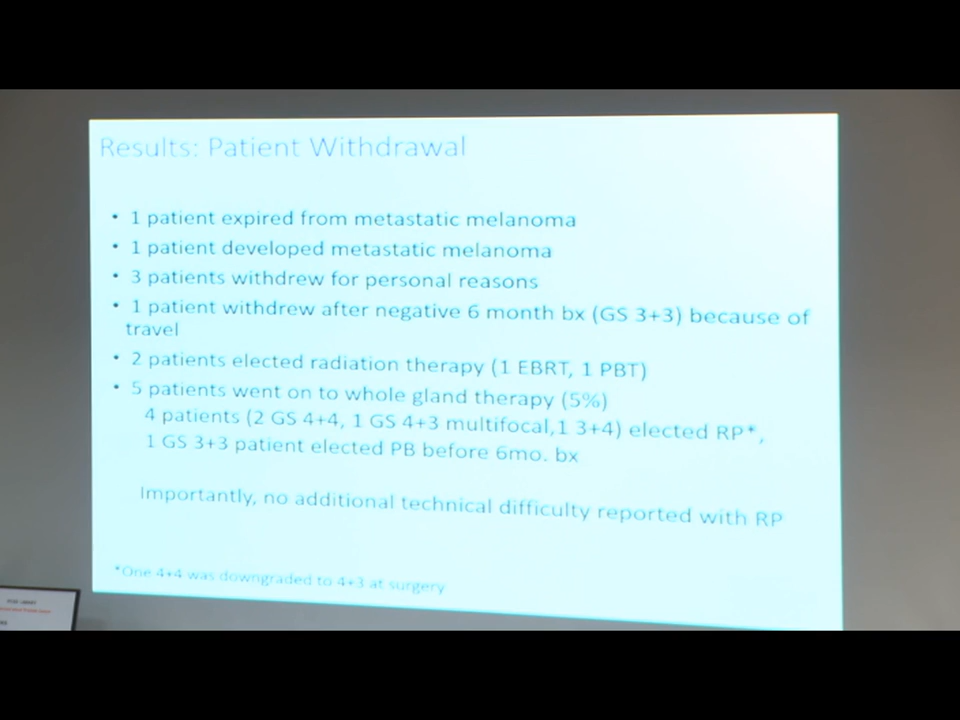 Results: Patient Withdrawal
• 1 patient expired from metastatic melanoma
• 1 patient developed metastatic melanoma
• 3 patients withdrew for personal reasons
• 1 patient withdrew after negative 6 month bx (GS 3+3) because of
travel
• 2 patients elected radiation therapy (1 EBRT, 1 PBT)
• 5 patients went on to whole gland therapy (5%)
4 patients (2 GS 4+4, 1 GS 4+3 multifocal,1 3+4) elected RP*,
1 GS 3+3 patient elected PB before 6mo. bx
Importantly, no additional technical difficulty reported with RP
*One 4+4 was downgraded to 4+3 at surgery